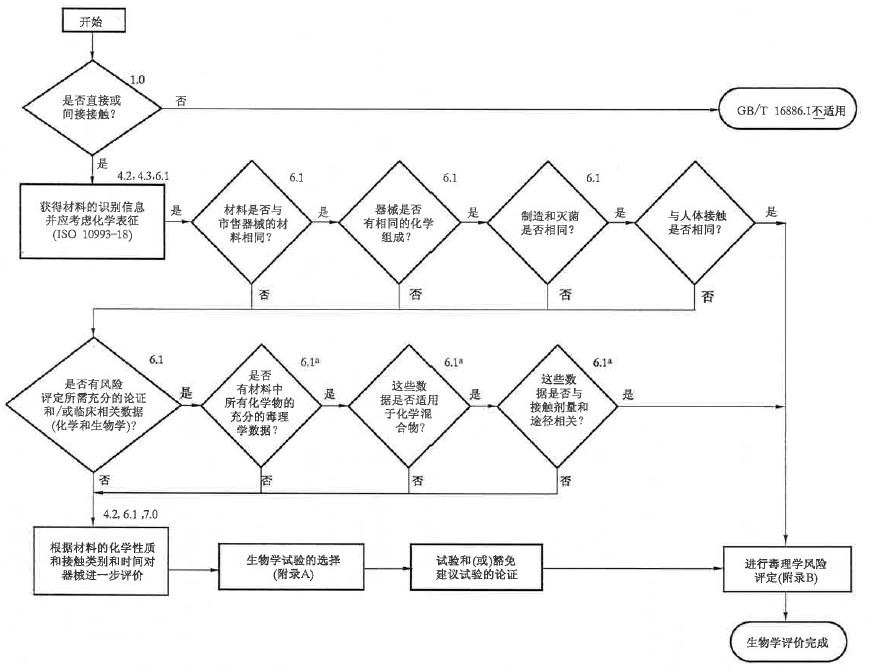 开始
1.0
是否直接或
间接接触?
否
GB/T 16886.1不适用
是
4.2,4.3,6.1
获得材料的识别信息
并应考虑化学表征
(ISO 10993-18)
是
6.1
材料是否与
市售器械的材
料相同?
是
6.1
器械是否
有相同的化学
组成?
是
6.1
制造和灭菌
是否相同?
是
与人体接触
是否相同?
是
否
否
否
否
6.1
是否有风险
评定所需充分的论证
和/或临床相关数据
(化学和生物学)?
是
6.1a
是否
有材料中
所有化学物的
充分的毒理
学数据?
是
6.1a
这些数
据是否适用
于化学混
合物?
是
6.1a
这些数
据是否与
接触剂量和
途径相关?
是
否
否
否
否
4.2,6.1,7.0
根据材料的化学性质
和接触类别和时间对
器械进一步评价
生物学试验的选择
(附录A)
试验和(或)豁免
建议试验的论证
进行毒理学风险
评定(附录B)
生物学评价完成